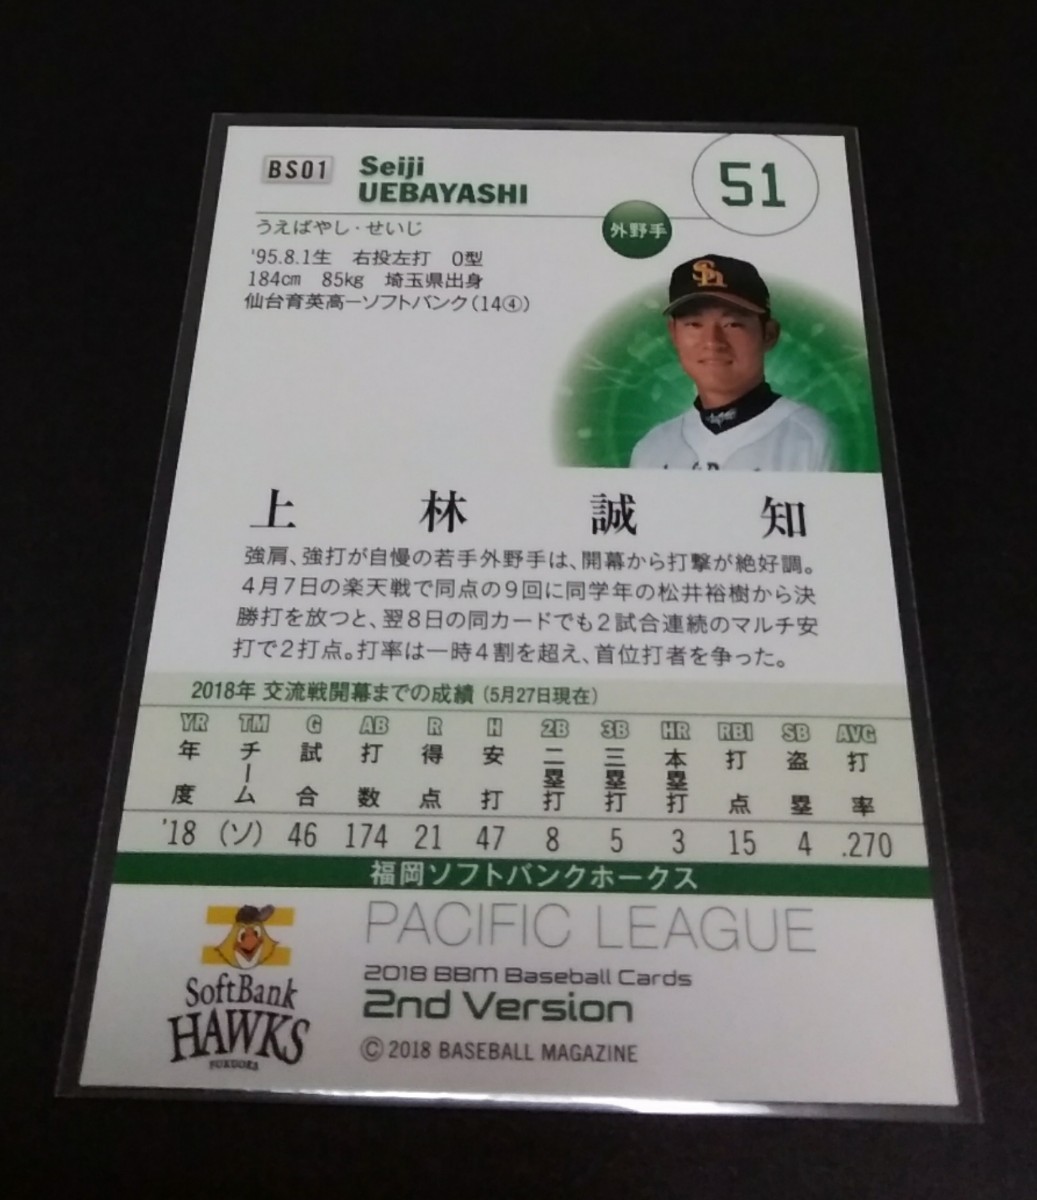 BS01
Seiji
UEBAYASHI
51
うえばやし・せいじ
外野手
'95.8.1生 右投左打 O型
184cm 85kg 埼玉県出身
仙台育英高ーソフトバンク(14④)
上林誠知
強肩、強打が自慢の若手外野手は、開幕から打撃が絶好調。
4月7日の楽天戦で同点の9回に同学年の松井裕樹から決
勝打を放つと、翌8日の同カードでも2試合連続のマルチ安
打で2打点。打率は一時4割を超え、首位打者を争った。
2018年 交流戦開幕までの成績(5月27日現在)
YR TM G AB R H 2B 3B HR RBI SB AVG
年度 チーム 試合 打数 得点 安打 二塁打 三塁打 本塁打 打点 盗塁 打率
'18 (ソ) 46 174 21 47 8 5 3 15 4 .270
福岡ソフトバンクホークス
PACIFIC LEAGUE
2018 BBM Baseball Cards
2nd Version
© 2018 BASEBALL MAGAZINE
SoftBank
HAWKS
FUKUOKA